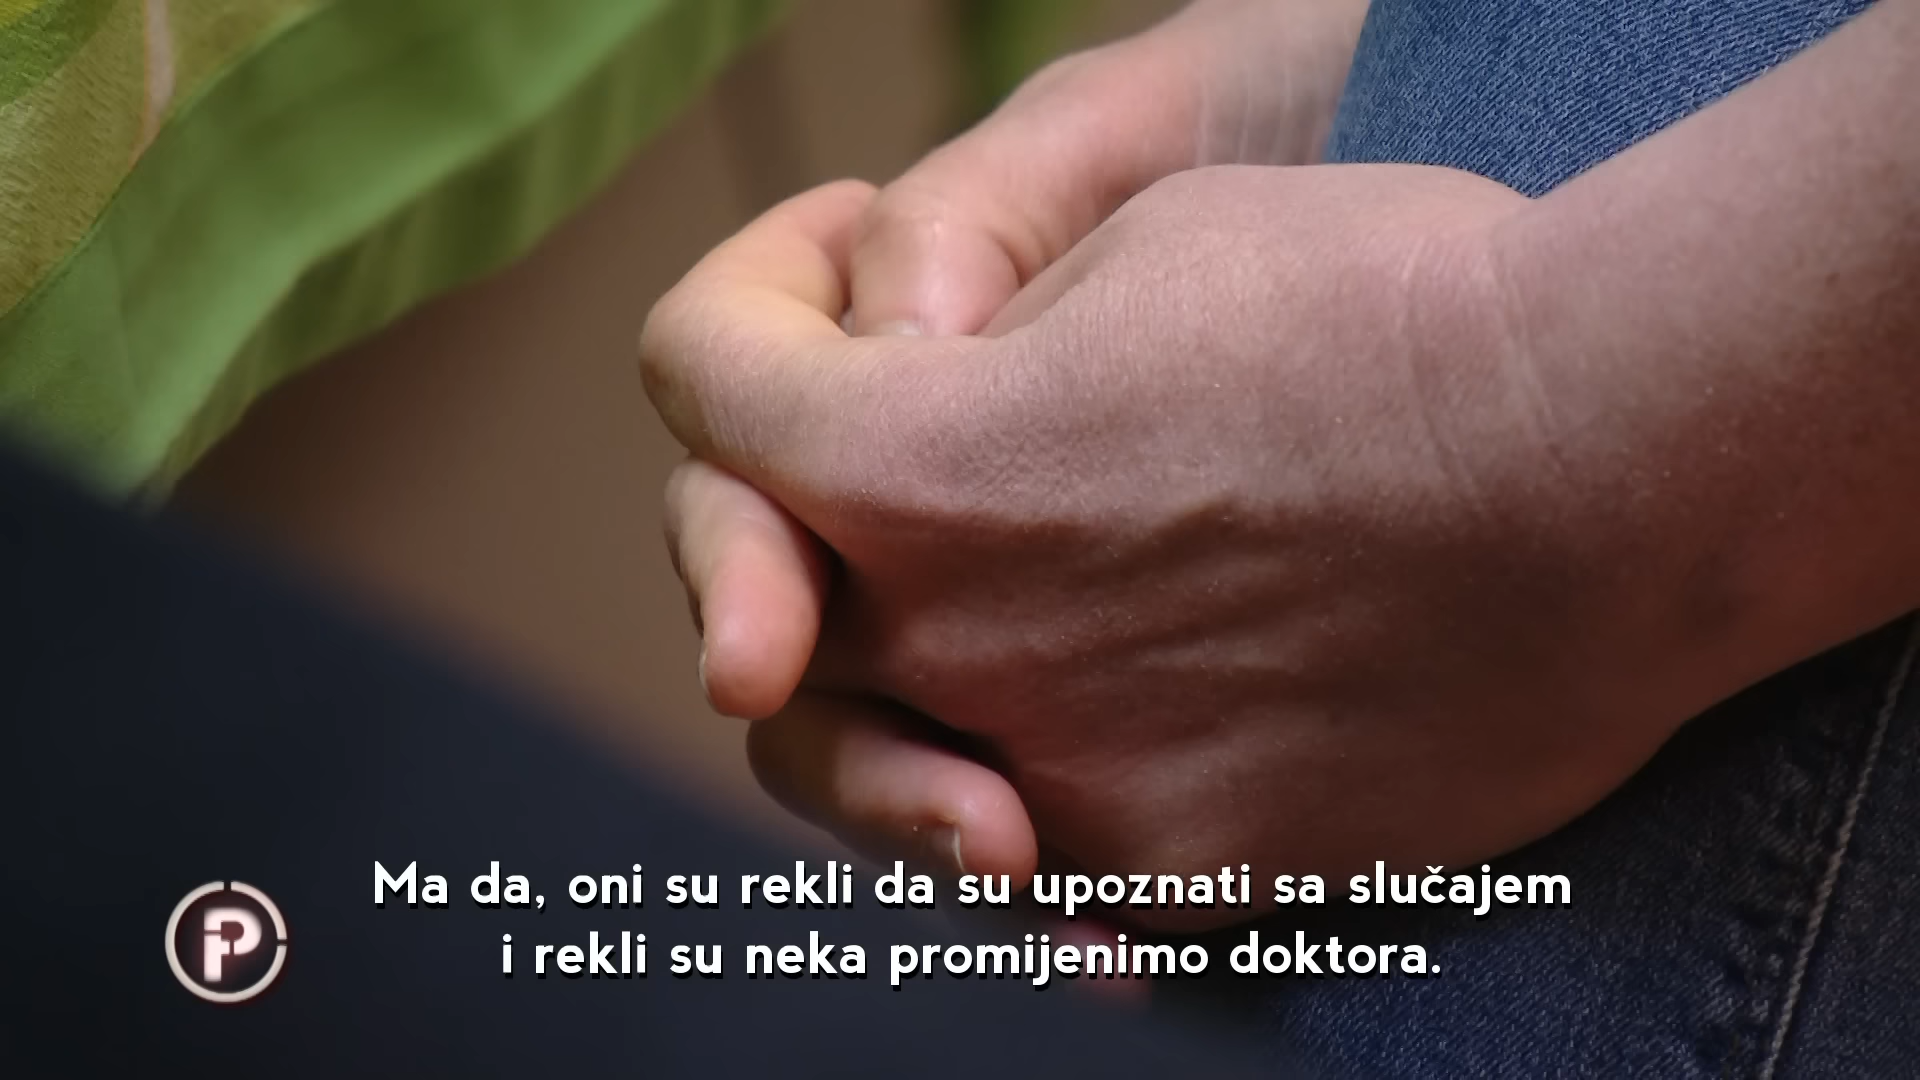 Ma da, oni su rekli da su upoznati sa slučajem
i rekli su neka promijenimo doktora.